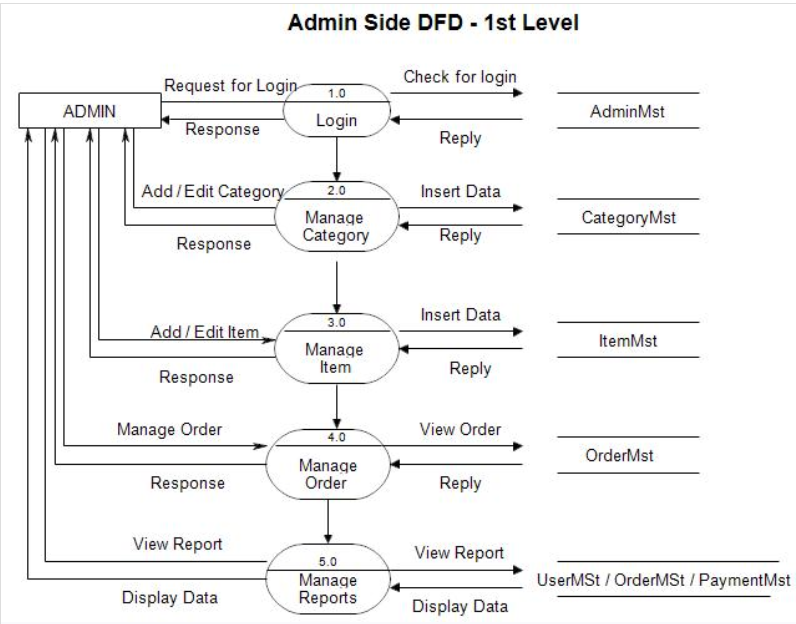 Admin Side DFD - 1st Level
Request for Login
1.0
Check for login
ADMIN
Login
AdminMst
Response
Reply
Add / Edit Category
2.0
Insert Data
Manage
Category
CategoryMst
Response
Reply
3.0
Insert Data
Add / Edit Item
Manage
Item
ItemMst
Response
Reply
Manage Order
4.0
View Order
Manage
Order
OrderMst
Response
Reply
View Report
5.0
View Report
Manage
Reports
UserMSt / OrderMSt / PaymentMst
Display Data
Display Data